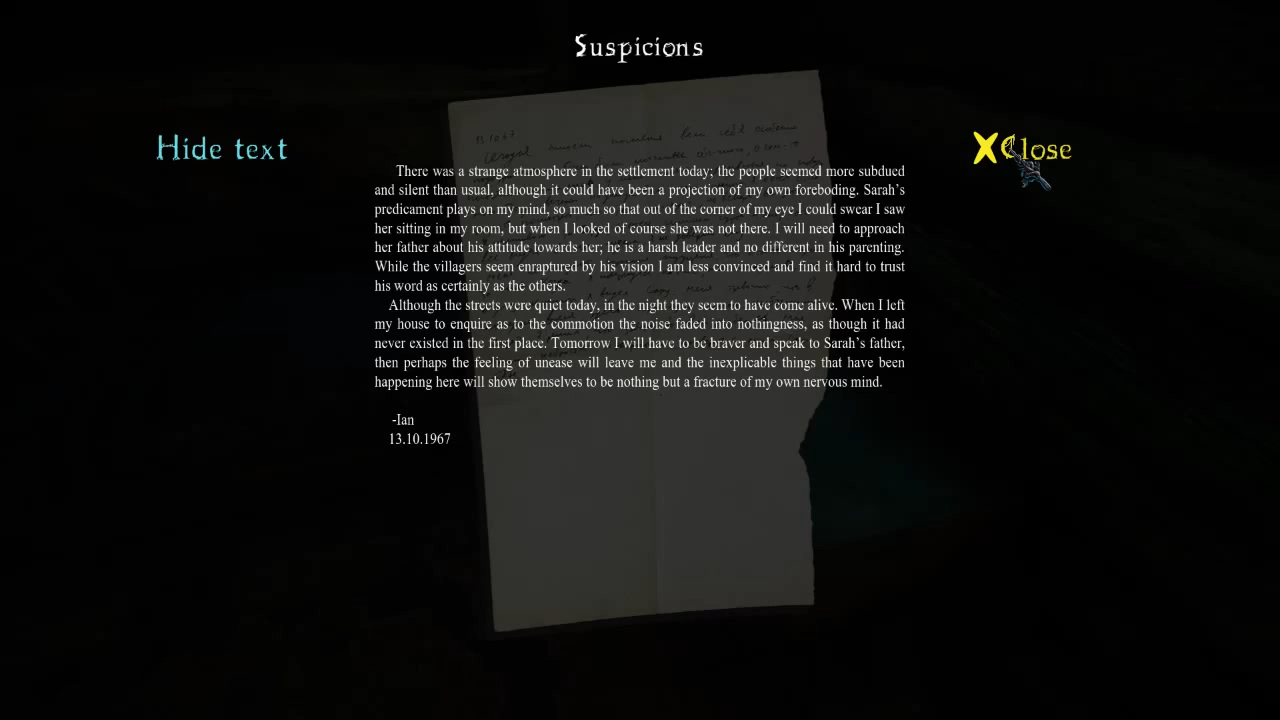 Suspicions
Hide text
Close
There was a strange atmosphere in the settlement today; the people seemed more subdued
and silent than usual, although it could have been a projection of my own foreboding. Sarah's
predicament plays on my mind, so much so that out of the corner of my eye I could swear I saw
her sitting in my room, but when I looked of course she was not there. I will need to approach
her father about his attitude towards her; he is a harsh leader and no different in his parenting.
While the villagers seem enraptured by his vision I am less convinced and find it hard to trust
his word as certainly as the others.
Although the streets were quiet today, in the night they seem to have come alive. When I left
my house to enquire as to the commotion the noise faded into nothingness, as though it had
never existed in the first place. Tomorrow I will have to be braver and speak to Sarah's father,
then perhaps the feeling of unease will leave me and the inexplicable things that have been
happening here will show themselves to be nothing but a fracture of my own nervous mind.
-Ian
13.10.1967